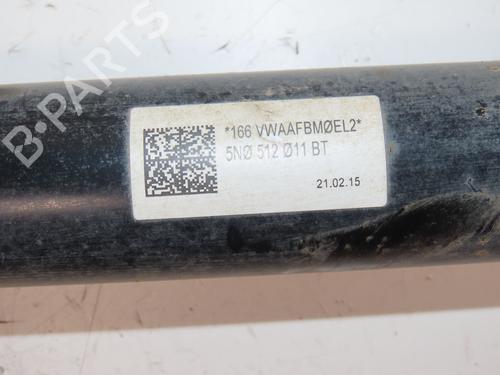 B-PARTS
*166 VWAAFBMØEL2*
5NØ 512 Ø11 BT
21.02.15